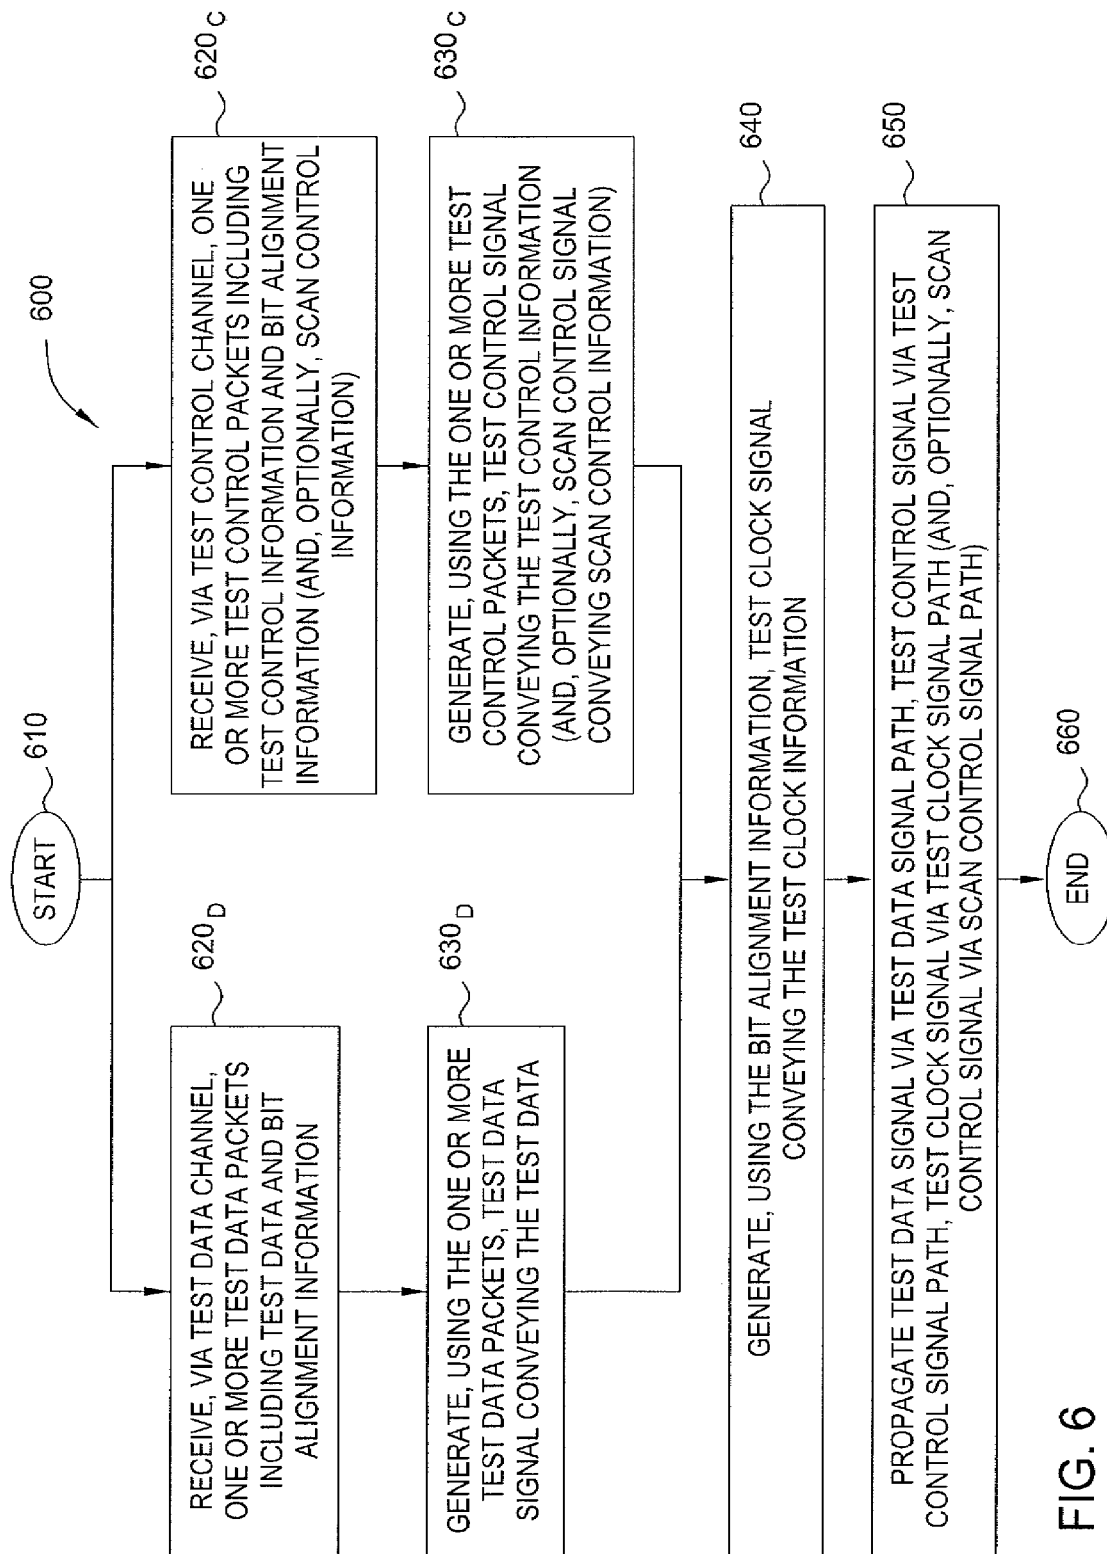 600
START
610
RECEIVE, VIA TEST DATA CHANNEL,
ONE OR MORE TEST DATA PACKETS
INCLUDING TEST DATA AND BIT
ALIGNMENT INFORMATION
620D
RECEIVE, VIA TEST CONTROL CHANNEL, ONE
OR MORE TEST CONTROL PACKETS INCLUDING
TEST CONTROL INFORMATION AND BIT ALIGNMENT
INFORMATION (AND, OPTIONALLY, SCAN CONTROL
INFORMATION)
620C
GENERATE, USING THE ONE OR MORE
TEST DATA PACKETS, TEST DATA
SIGNAL CONVEYING THE TEST DATA
630D
GENERATE, USING THE ONE OR MORE TEST
CONTROL PACKETS, TEST CONTROL SIGNAL
CONVEYING THE TEST CONTROL INFORMATION
(AND, OPTIONALLY, SCAN CONTROL SIGNAL
CONVEYING SCAN CONTROL INFORMATION)
630C
GENERATE, USING THE BIT ALIGNMENT INFORMATION, TEST CLOCK SIGNAL
CONVEYING THE TEST CLOCK INFORMATION
640
PROPAGATE TEST DATA SIGNAL VIA TEST DATA SIGNAL PATH, TEST CONTROL SIGNAL VIA TEST
CONTROL SIGNAL PATH, TEST CLOCK SIGNAL VIA TEST CLOCK SIGNAL PATH (AND, OPTIONALLY, SCAN
CONTROL SIGNAL VIA SCAN CONTROL SIGNAL PATH)
650
END
660
FIG. 6